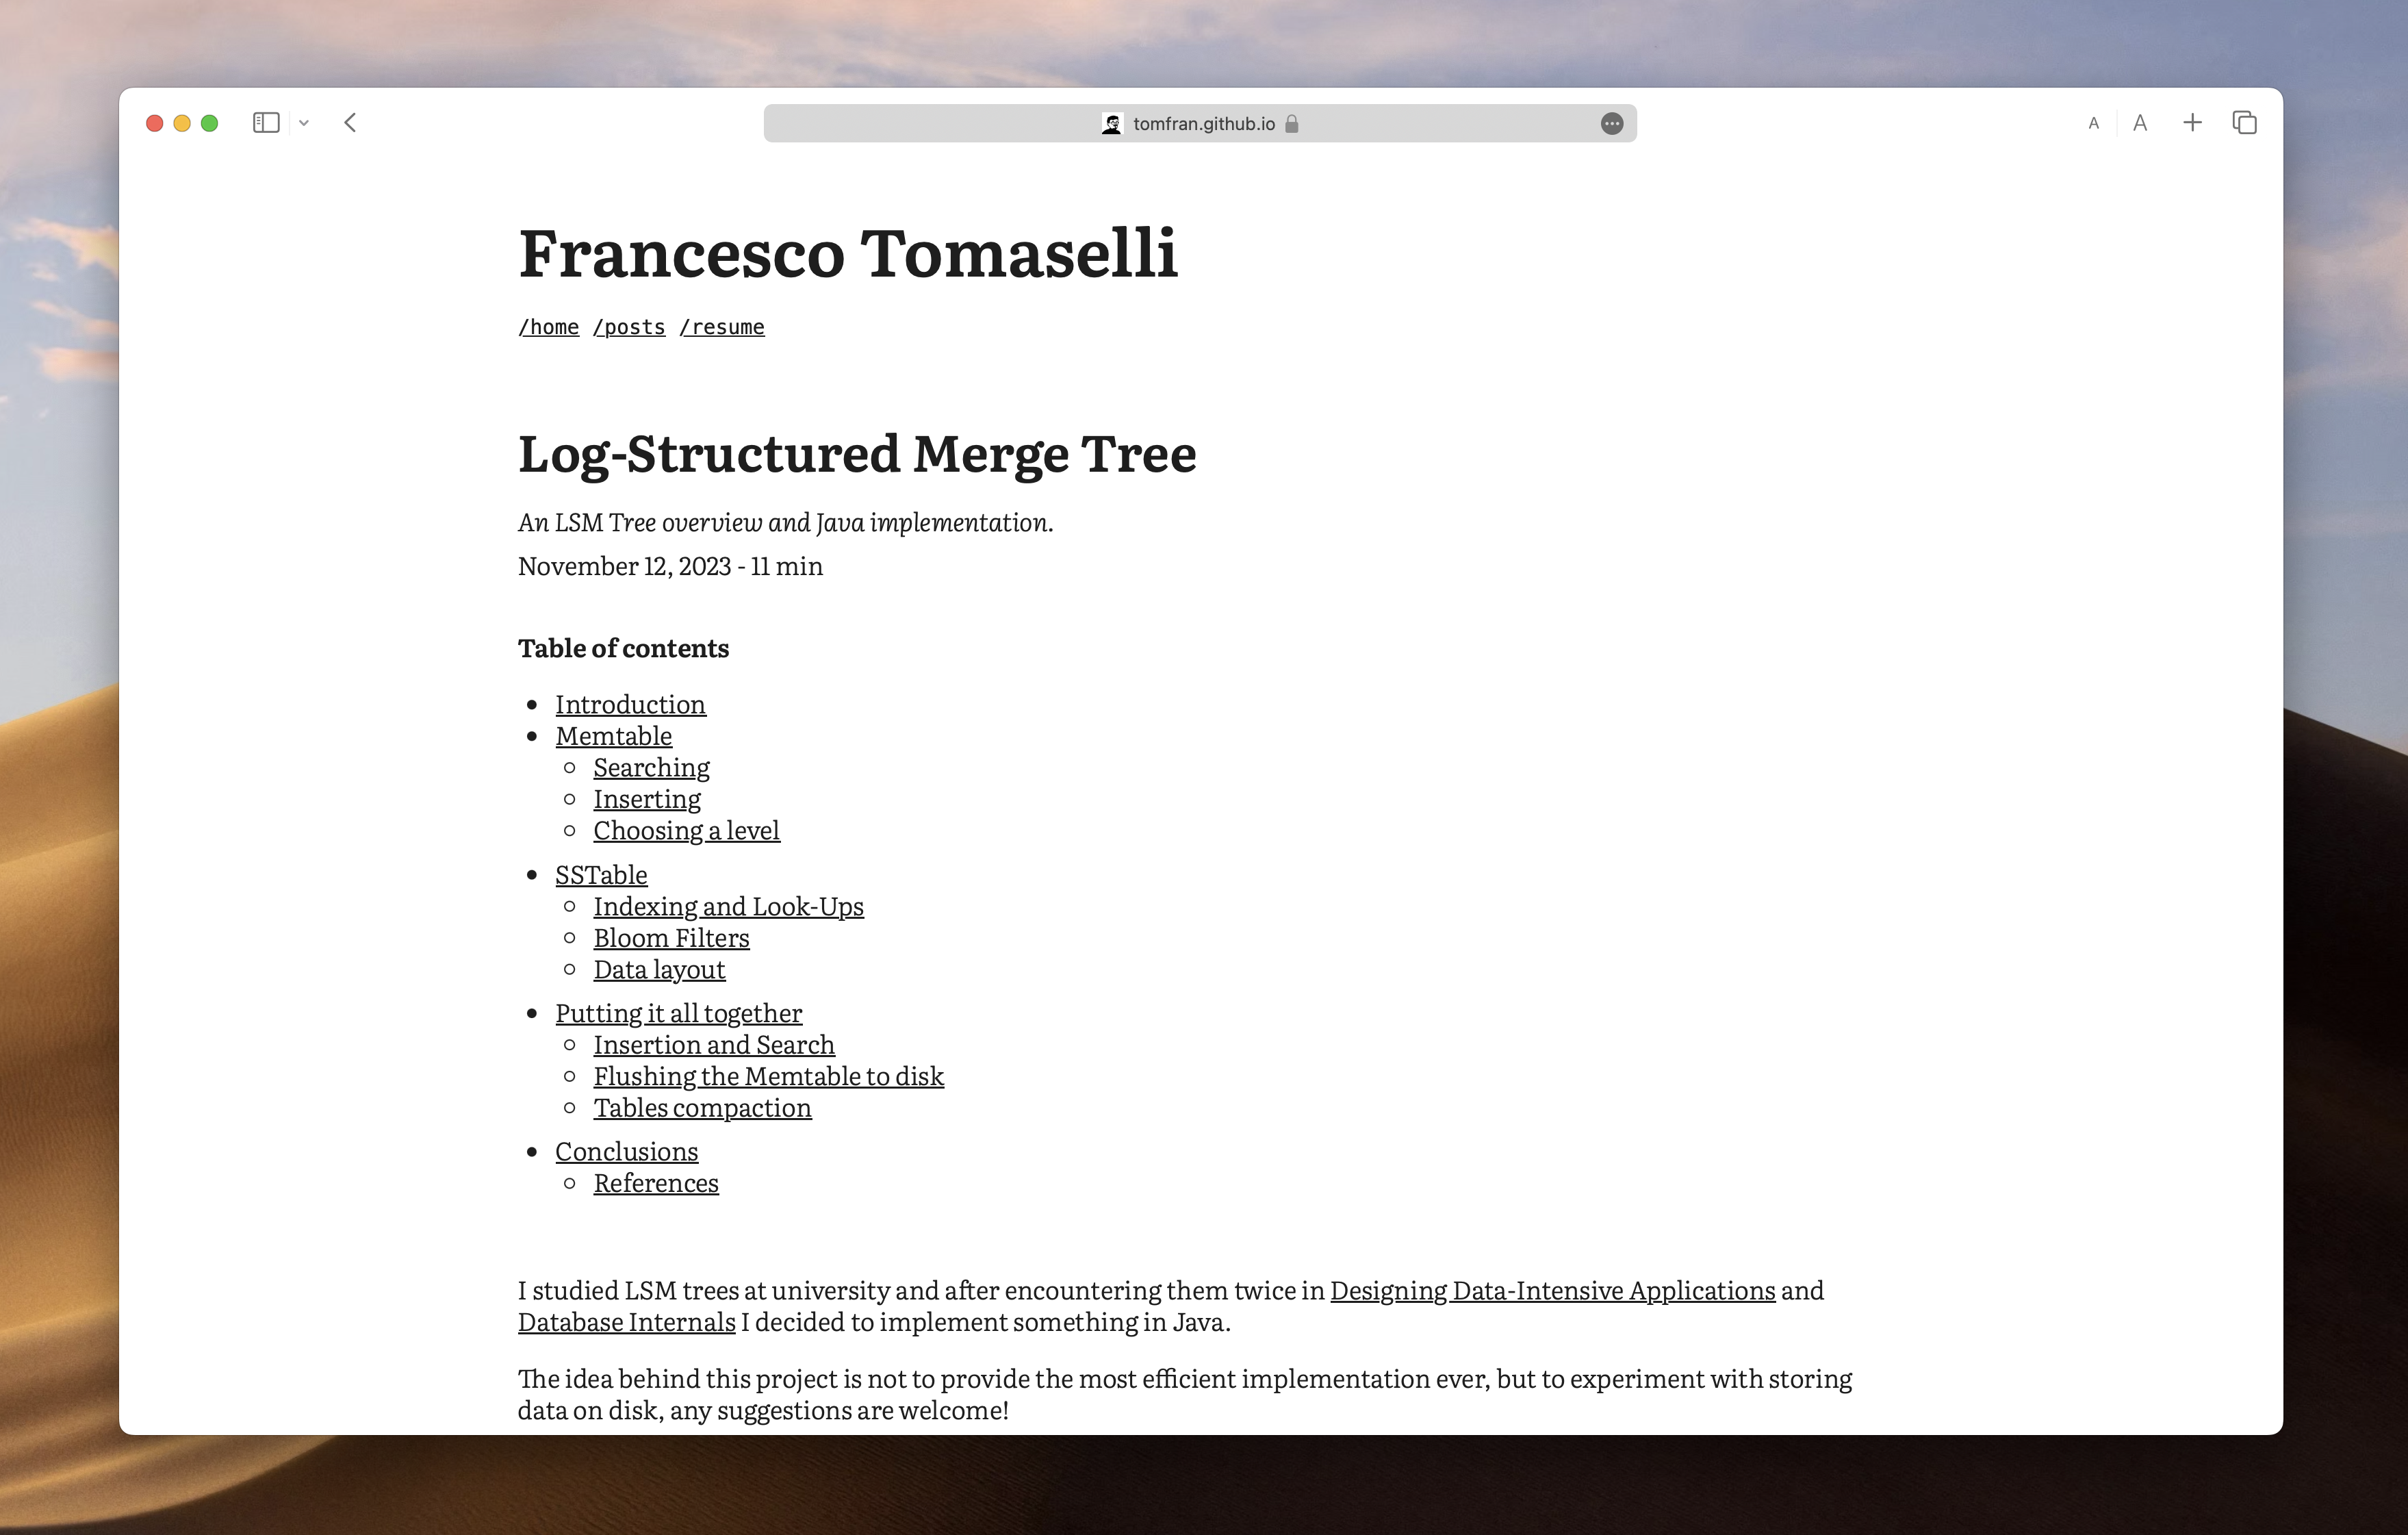 tomfran.github.io
A A
Francesco Tomaselli
/home /posts /resume
Log-Structured Merge Tree
An LSM Tree overview and Java implementation.
November 12, 2023 - 11 min
Table of contents
Introduction
Memtable
Searching
Inserting
Choosing a level
SSTable
Indexing and Look-Ups
Bloom Filters
Data layout
Putting it all together
Insertion and Search
Flushing the Memtable to disk
Tables compaction
Conclusions
References
I studied LSM trees at university and after encountering them twice in Designing Data-Intensive Applications and
Database Internals I decided to implement something in Java.
The idea behind this project is not to provide the most efficient implementation ever, but to experiment with storing
data on disk, any suggestions are welcome!